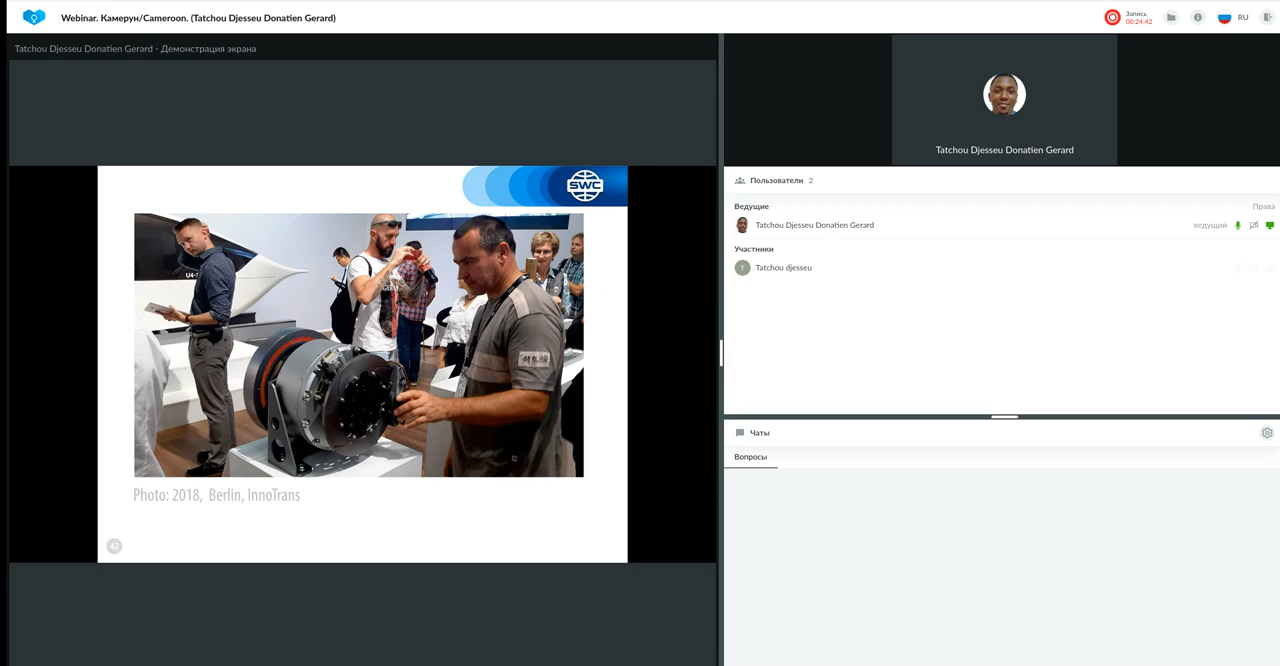 Webinar. Камерун/Cameroon. (Tatchou Djesseu Donatien Gerard)
Запись
00:24:42
RU
Tatchou Djesseu Donatien Gerard - Демонстрация экрана
Tatchou Djesseu Donatien Gerard
SWC
U4-7
Photo: 2018, Berlin, InnoTrans
42
Пользователи 2
Ведущие Права
Tatchou Djesseu Donatien Gerard ведущий
Участники
T Tatchou djesseu
Чаты
Вопросы